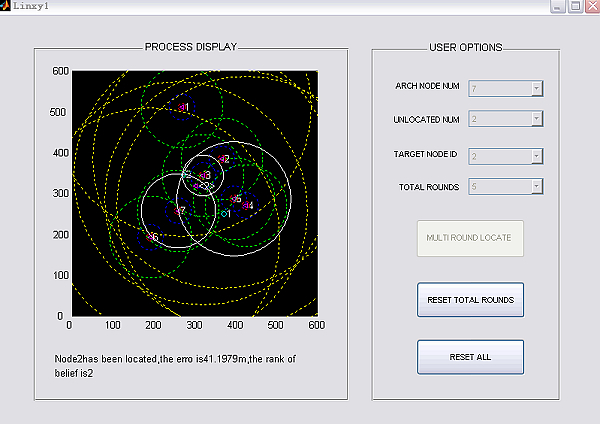 Linxy1
PROCESS DISPLAY
600
500
400
300
200
100
0
0 100 200 300 400 500 600
1
2
3
<2>
5
4
1
7
6
Node2has been located,the erro is41.1979m,the rank of
belief is2
USER OPTIONS
ARCH NODE NUM 7
UNLOCATED NUM 2
TARGET NODE ID 2
TOTAL ROUNDS 5
MULTI ROUND LOCATE
RESET TOTAL ROUNDS
RESET ALL